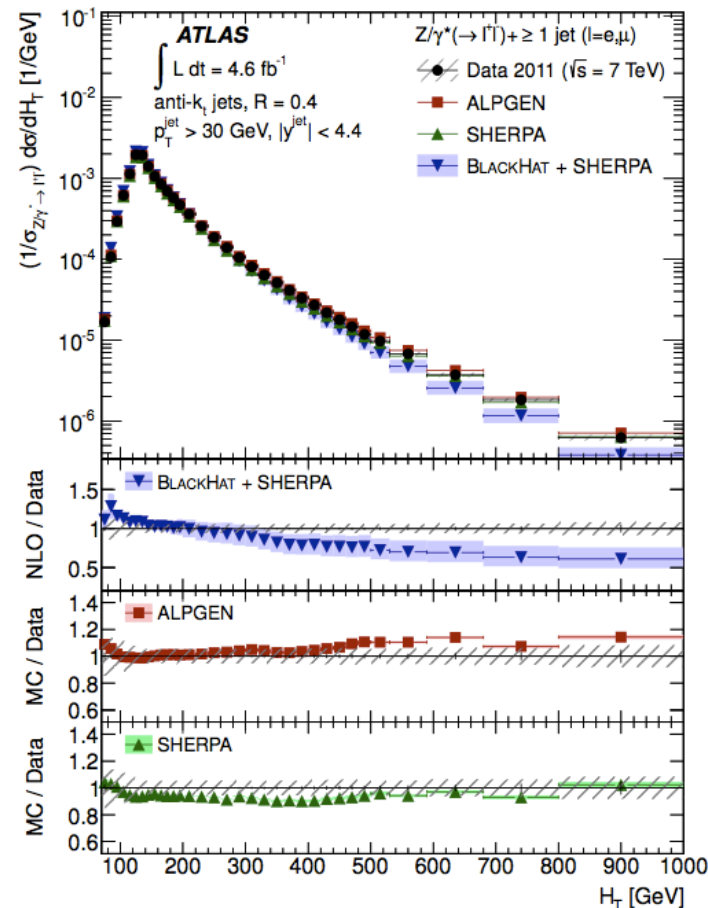 ATLAS
∫ L dt = 4.6 fb⁻¹
anti-kₜ jets, R = 0.4
p_T^jet > 30 GeV, |y^jet| < 4.4
Z/γ*(→ l⁺l⁻)+ ≥ 1 jet (l=e,μ)
Data 2011 (√s = 7 TeV)
ALPGEN
SHERPA
BLACKHAT + SHERPA
(1/σ_Z/γ*→ l⁺l⁻) dσ/dH_T [1/GeV]
1
10⁻¹
10⁻²
10⁻³
10⁻⁴
10⁻⁵
10⁻⁶
NLO / Data
1.5
1
0.5
BLACKHAT + SHERPA
MC / Data
1.4
1.2
1
0.8
0.6
ALPGEN
MC / Data
1.4
1.2
1
0.8
0.6
SHERPA
100 200 300 400 500 600 700 800 900 1000
H_T [GeV]